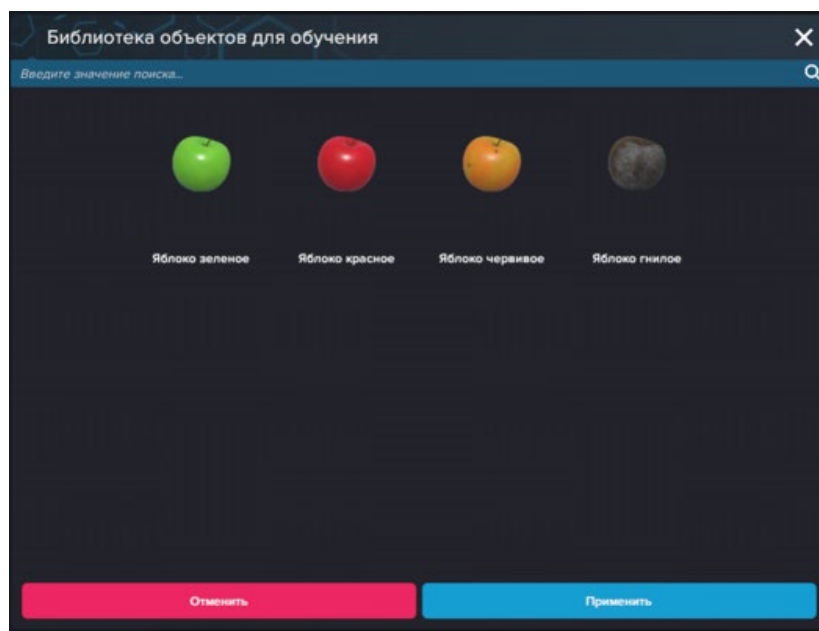 Библиотека объектов для обучения
Введите значение поиска...
Яблоко зеленое
Яблоко красное
Яблоко червивое
Яблоко гнилое
Отменить
Применить